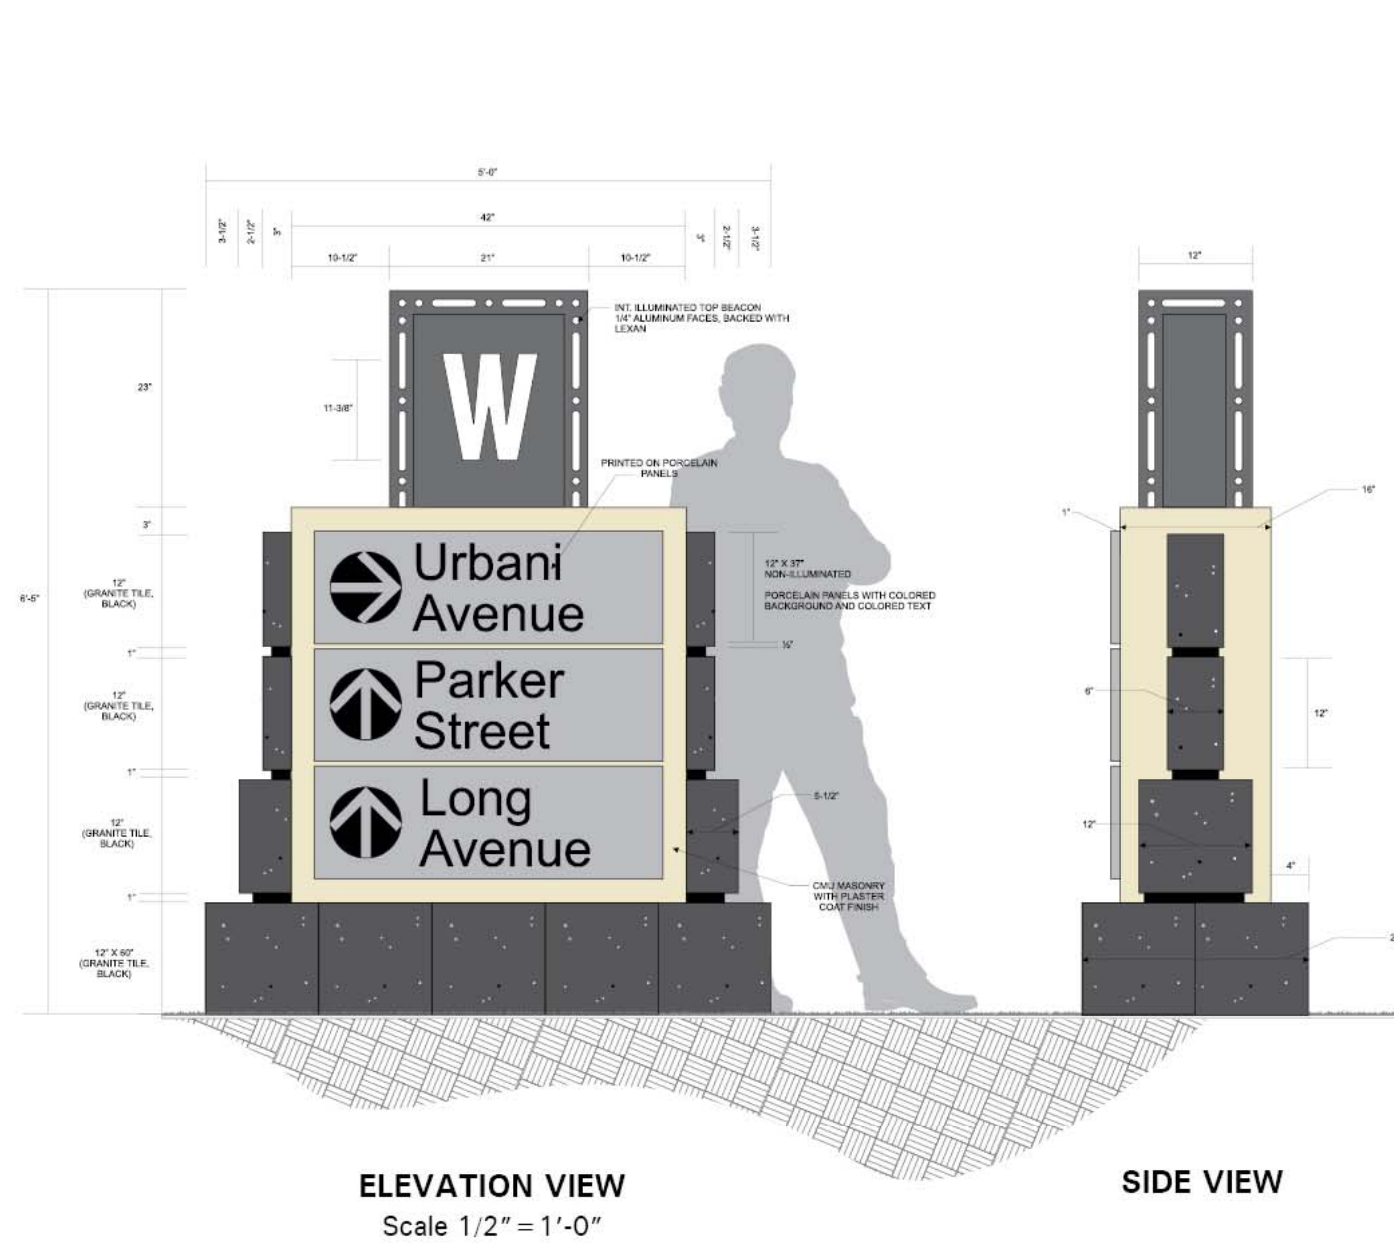 5'-0"
42"
3-1/2"
2-1/2"
3"
3"
2-1/2"
3-1/2"
10-1/2"
21"
10-1/2"
12"
INT. ILLUMINATED TOP BEACON
1/4" ALUMINUM FACES, BACKED WITH
LEXAN
W
23"
11-3/8"
PRINTED ON PORCELAIN
PANELS
16"
1"
3"
Urbani
Avenue
12" X 37"
NON-ILLUMINATED
PORCELAIN PANELS WITH COLORED
BACKGROUND AND COLORED TEXT
12"
(GRANITE TILE,
BLACK)
6'-5"
½"
1"
Parker
Street
12"
(GRANITE TILE,
BLACK)
6"
12"
1"
Long
Avenue
5-1/2"
12"
(GRANITE TILE,
BLACK)
12"
4"
CMU MASONRY
WITH PLASTER
COAT FINISH
1"
12" X 60"
(GRANITE TILE,
BLACK)
ELEVATION VIEW
Scale 1/2" = 1'-0"
SIDE VIEW